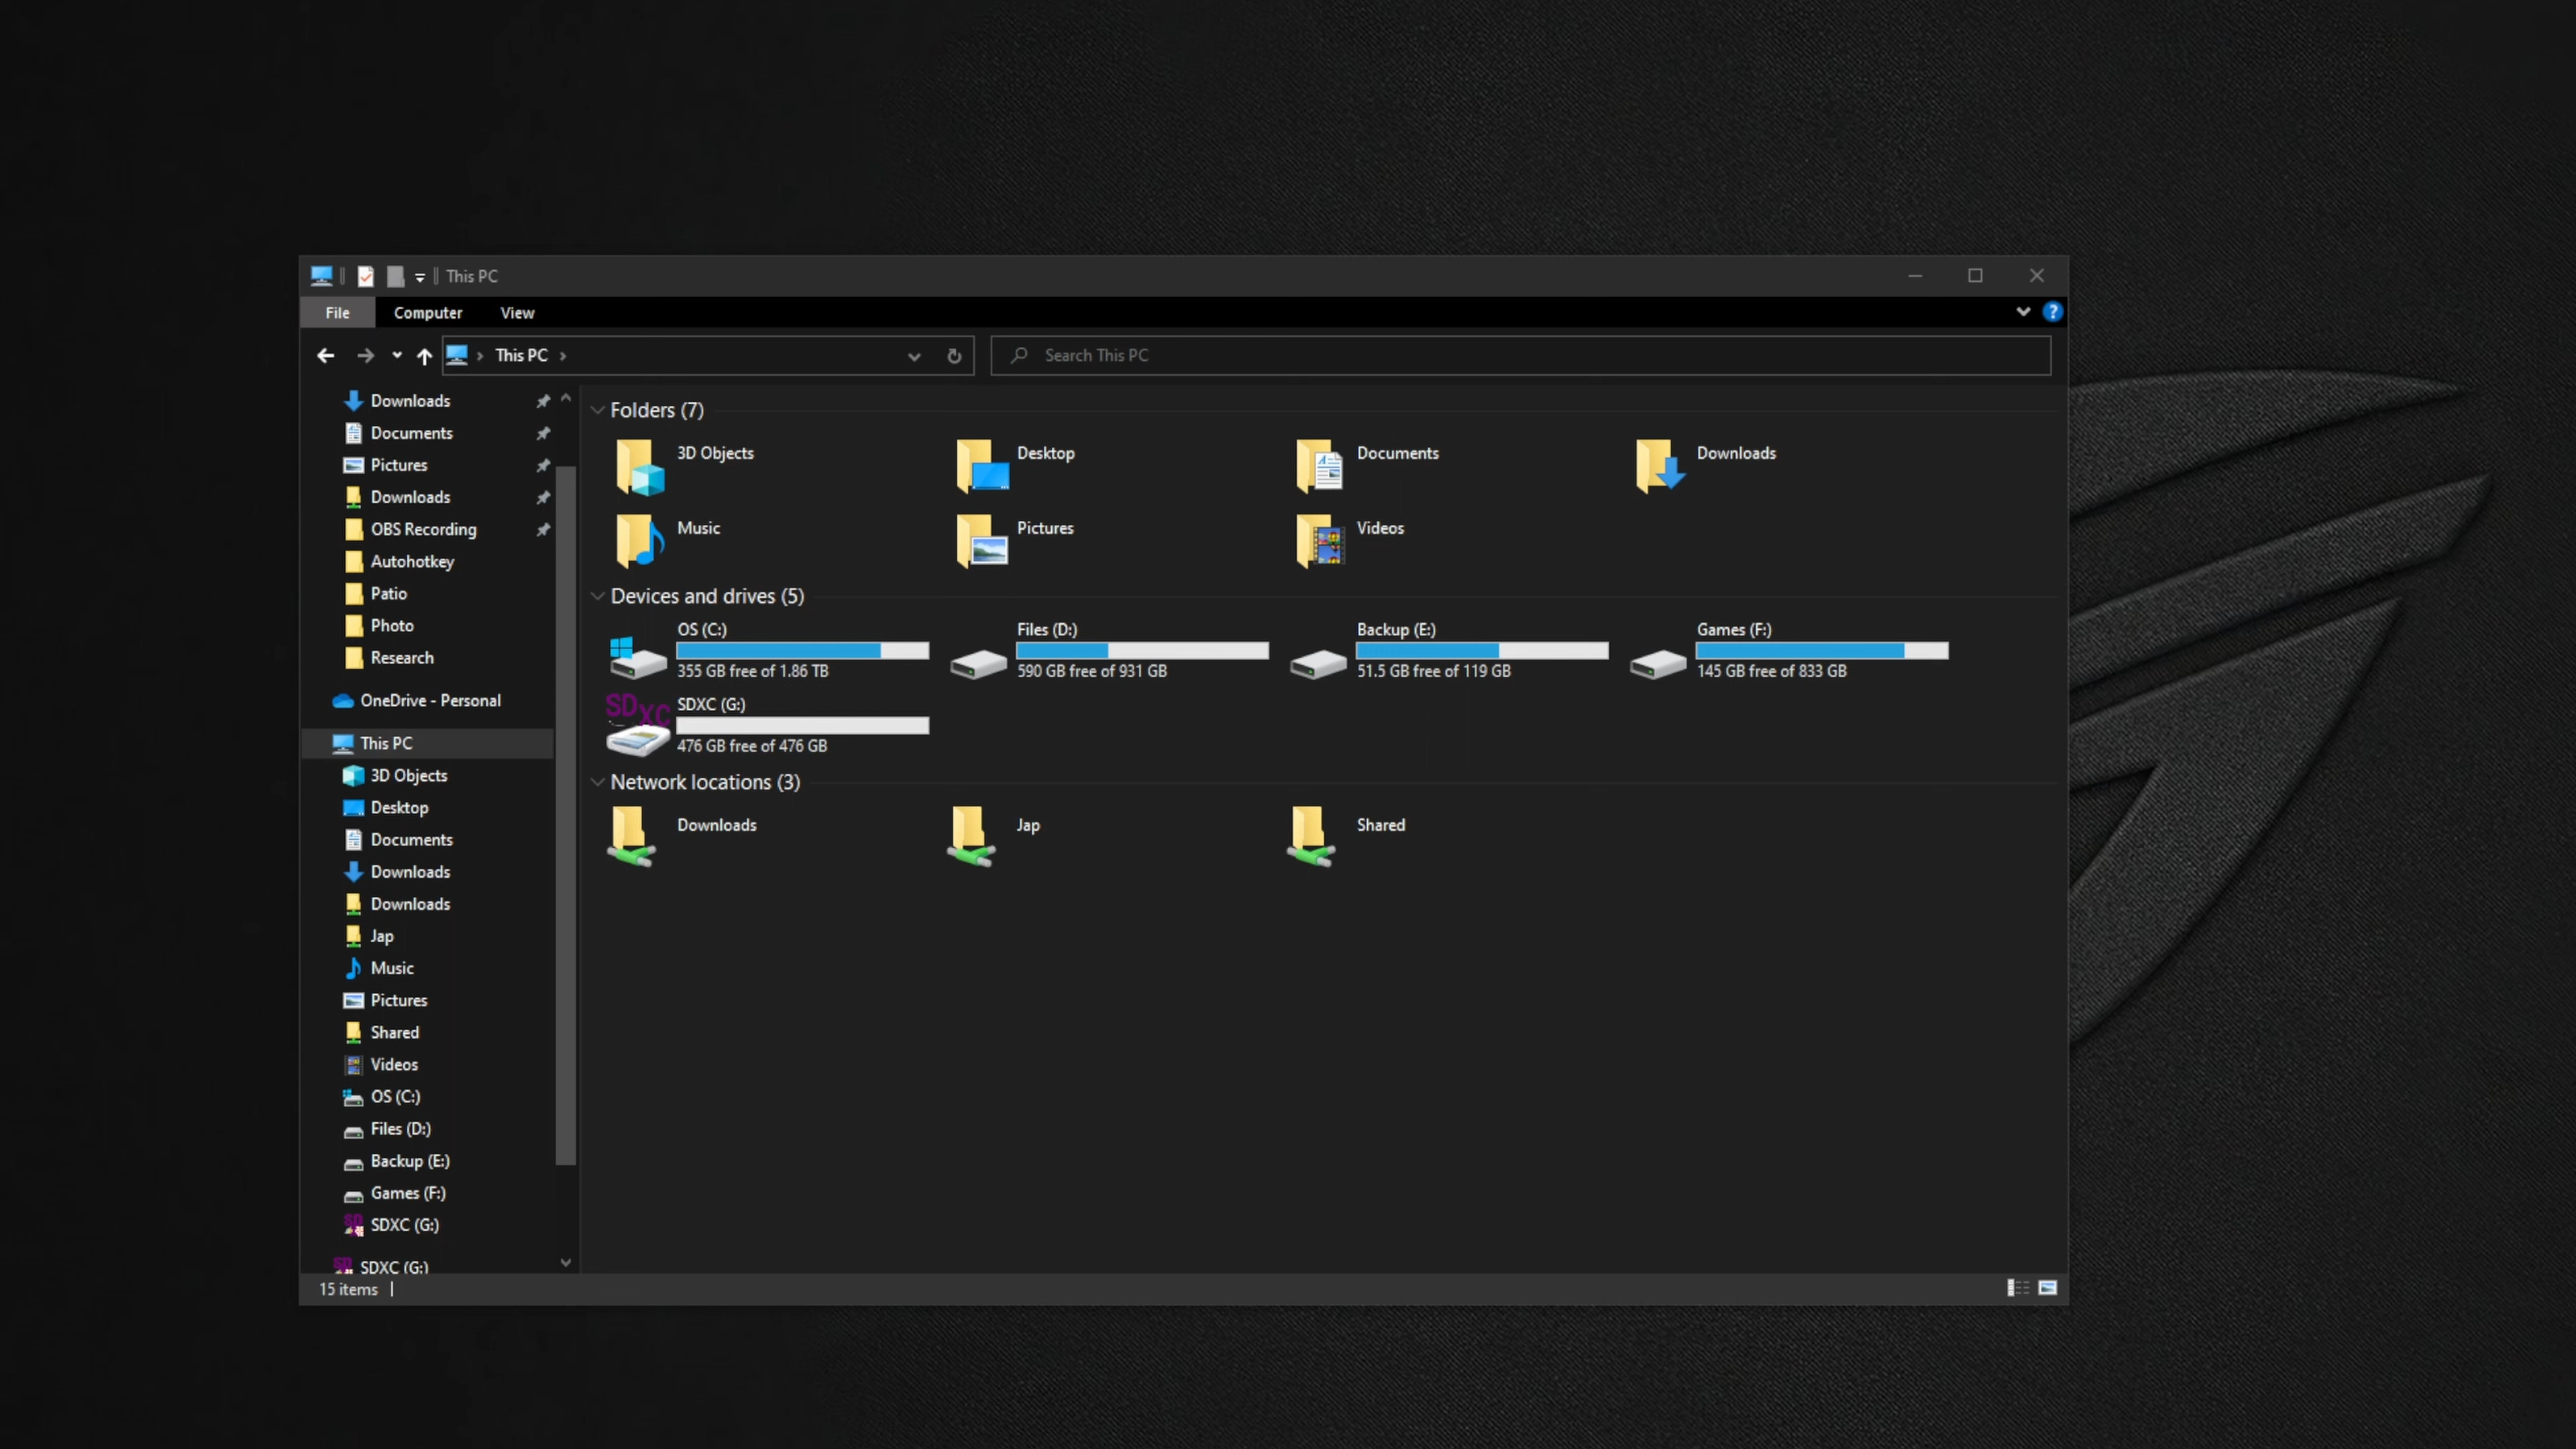 This PC
File Computer View
This PC
Search This PC
Downloads
Documents
Pictures
Downloads
OBS Recording
Autohotkey
Patio
Photo
Research
OneDrive - Personal
This PC
3D Objects
Desktop
Documents
Downloads
Downloads
Jap
Music
Pictures
Shared
Videos
OS (C:)
Files (D:)
Backup (E:)
Games (F:)
SDXC (G:)
SDXC (G:)
Folders (7)
3D Objects
Desktop
Documents
Downloads
Music
Pictures
Videos
Devices and drives (5)
OS (C:)
355 GB free of 1.86 TB
Files (D:)
590 GB free of 931 GB
Backup (E:)
51.5 GB free of 119 GB
Games (F:)
145 GB free of 833 GB
SDXC
SDXC (G:)
476 GB free of 476 GB
Network locations (3)
Downloads
Jap
Shared
15 items